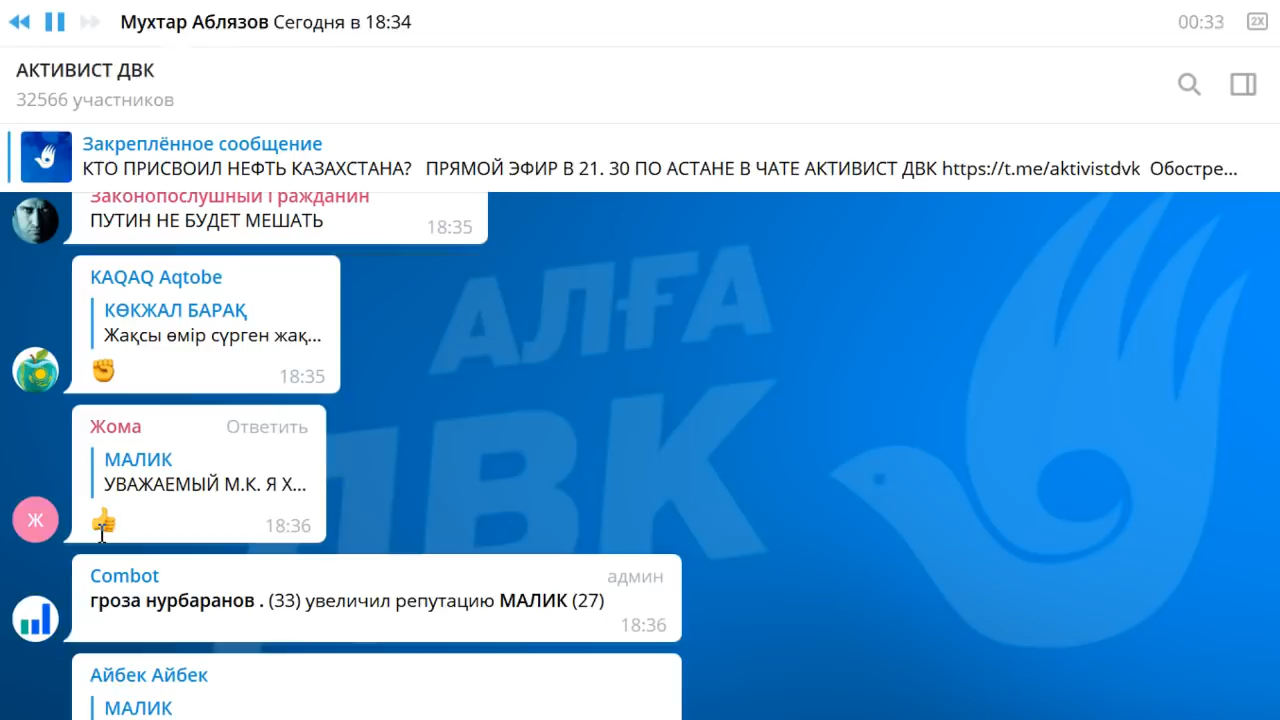 Мухтар Аблязов Сегодня в 18:34
00:33
2X
АКТИВИСТ ДВК
32566 участников
Закреплённое сообщение
КТО ПРИСВОИЛ НЕФТЬ КАЗАХСТАНА? ПРЯМОЙ ЭФИР В 21. 30 ПО АСТАНЕ В ЧАТЕ АКТИВИСТ ДВК https://t.me/aktivistdvk Обостре...
Законопослушный Гражданин
ПУТИН НЕ БУДЕТ МЕШАТЬ
18:35
KAQAQ Aqtobe
КӨКЖАЛ БАРАҚ
Жақсы өмір сүрген жақ...
18:35
Жома Ответить
МАЛИК
УВАЖАЕМЫЙ М.К. Я Х...
Ж
18:36
Combot админ
гроза нурбаранов . (33) увеличил репутацию МАЛИК (27)
18:36
Айбек Айбек
МАЛИК
АЛҒА
ДВК